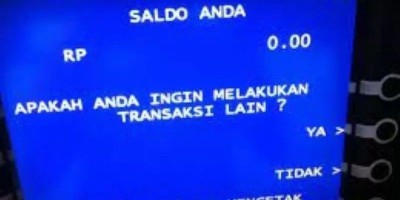 SALDO ANDA
RP 0.00
APAKAH ANDA INGIN MELAKUKAN
TRANSAKSI LAIN ?
YA >
TIDAK >